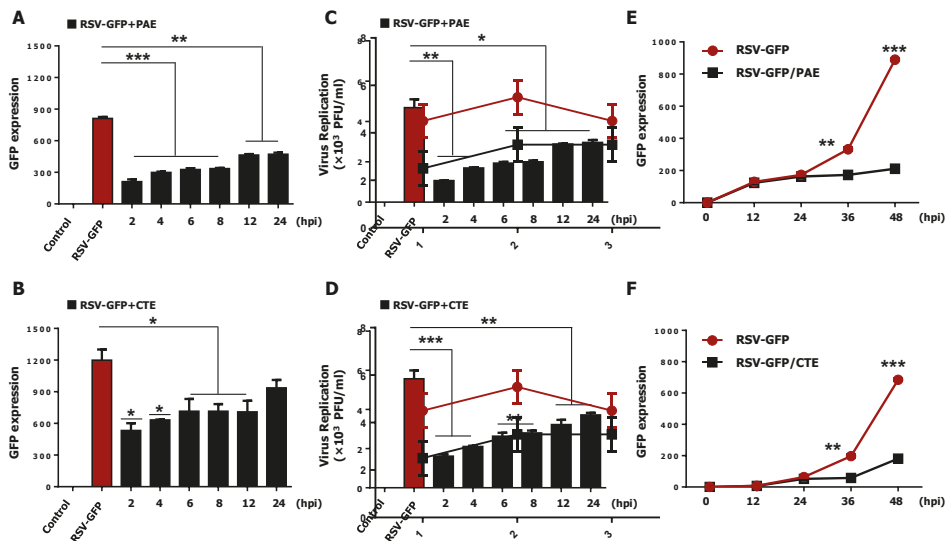 A
RSV-GFP+PAE
GFP expression
1500
1200
900
600
300
0
***
**
Control
RSV-GFP
2
4
6
8
12
24
(hpi)
C
RSV-GFP+PAE
Virus Replication
(×10³ PFU/ml)
8
6
4
4
2
2
0
0
**
*
Control
RSV-GFP
2
4
6
8
12
24
(hpi)
1
2
3
E
RSV-GFP
RSV-GFP/PAE
GFP expression
1000
800
600
400
200
0
**
***
0
12
24
36
48
(hpi)
B
RSV-GFP+CTE
GFP expression
1500
1200
900
600
300
0
*
*
*
Control
RSV-GFP
2
4
6
8
12
24
(hpi)
D
RSV-GFP+CTE
Virus Replication
(×10³ PFU/ml)
8
6
4
4
2
2
0
0
***
**
**
Control
RSV-GFP
2
4
6
8
12
24
(hpi)
1
2
3
F
RSV-GFP
RSV-GFP/CTE
GFP expression
1000
800
600
400
200
0
**
***
0
12
24
36
48
(hpi)